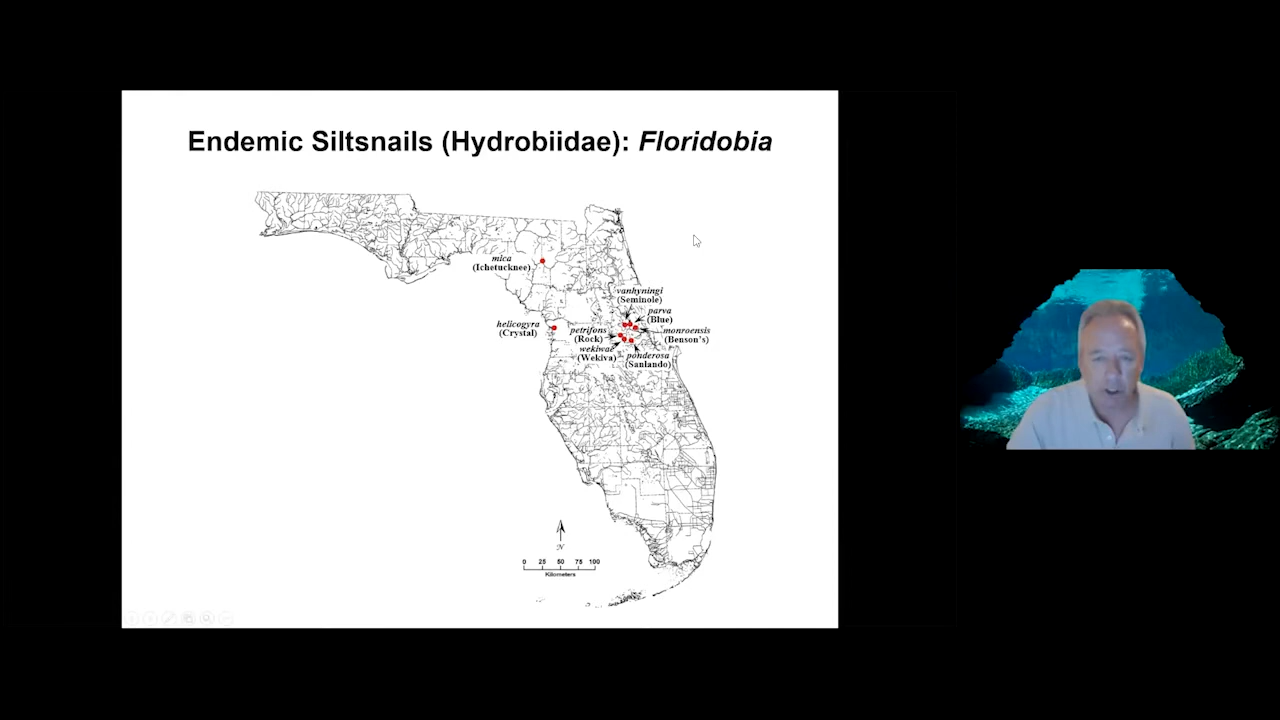 Endemic Siltsnails (Hydrobiidae): Floridobia
mica
(Ichetucknee)
vanhyningi
(Seminole)
parva
(Blue)
helicogyra
(Crystal)
petrifons
(Rock)
monroensis
(Benson's)
wekiwae
(Wekiva)
ponderosa
(Sanlando)
N
0 25 50 75 100
Kilometers